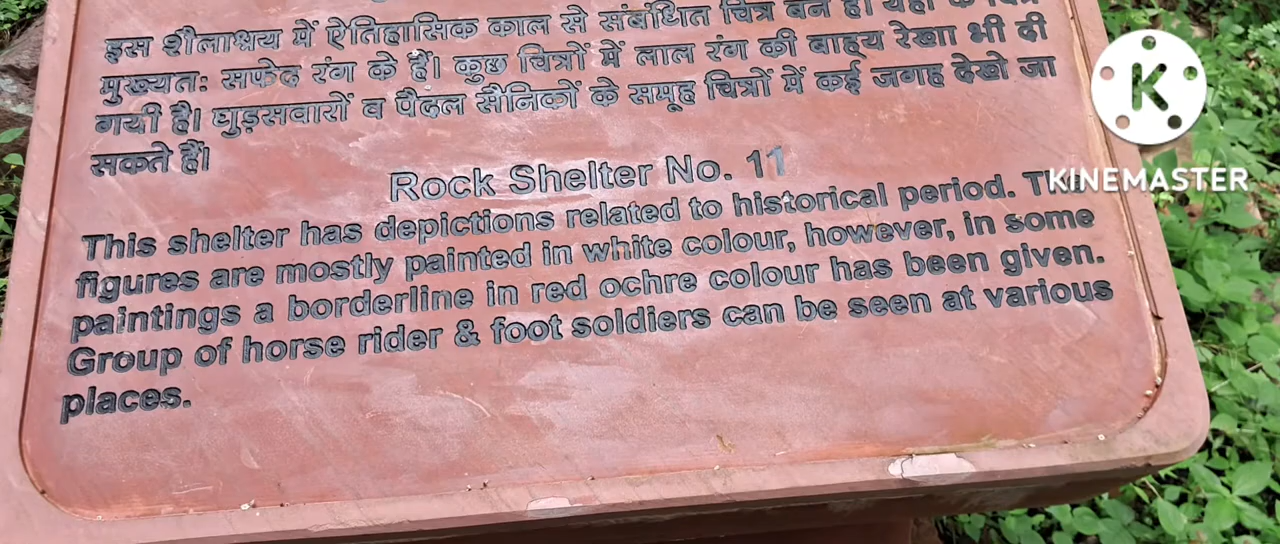 इस शैलाश्रय में ऐतिहासिक काल से संबंधित चित्र बने हैं। यहाँ के चित्र
मुख्यत: सफेद रंग के हैं। कुछ चित्रों में लाल रंग की बाह्य रेखा भी दी
गयी है। घुड़सवारों व पैदल सैनिकों के समूह चित्रों में कई जगह देखे जा
सकते हैं।
Rock Shelter No. 11
This shelter has depictions related to historical period. The
figures are mostly painted in white colour, however, in some
paintings a borderline in red ochre colour has been given.
Group of horse rider & foot soldiers can be seen at various
places.
K
KINEMASTER